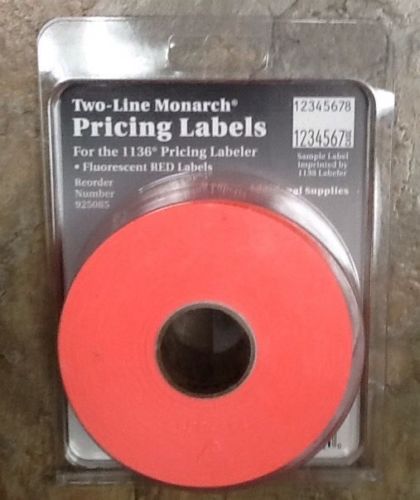 Two-Line Monarch®
Pricing Labels
For the 1136® Pricing Labeler
• Fluorescent RED Labels
Reorder
Number
925085
12345678
1234567
Sample Label
Imprinted by
1136 Labeler
Supplies